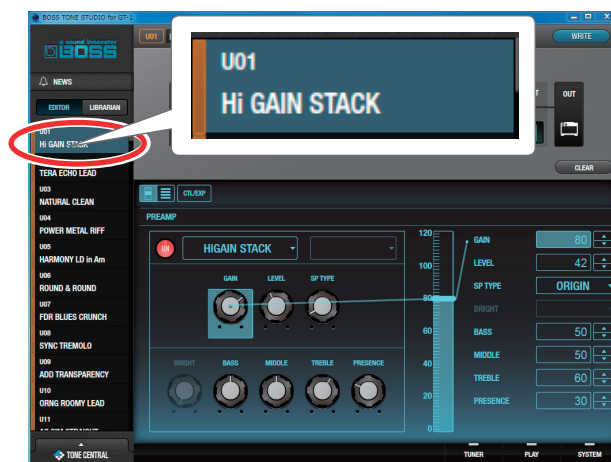 BOSS TONE STUDIO for GT-1
a sound innovator
BOSS
U01
WRITE
NEWS
EDITOR
LIBRARIAN
U01
Hi GAIN STACK
OUT
CLEAR
U01
Hi GAIN STACK
TERA ECHO LEAD
U03
NATURAL CLEAN
U04
POWER METAL RIFF
U05
HARMONY LD in Am
U06
ROUND & ROUND
U07
FDR BLUES CRUNCH
U08
SYNC TREMOLO
U09
ADD TRANSPARENCY
U10
ORNG ROOMY LEAD
U11
TONE CENTRAL
CTL/EXP
PREAMP
ON
HIGAIN STACK
GAIN LEVEL SP TYPE
BRIGHT BASS MIDDLE TREBLE PRESENCE
120
100
80
60
40
20
0
GAIN 80
LEVEL 42
SP TYPE ORIGIN
BRIGHT
BASS 50
MIDDLE 50
TREBLE 60
PRESENCE 30
TUNER PLAY SYSTEM